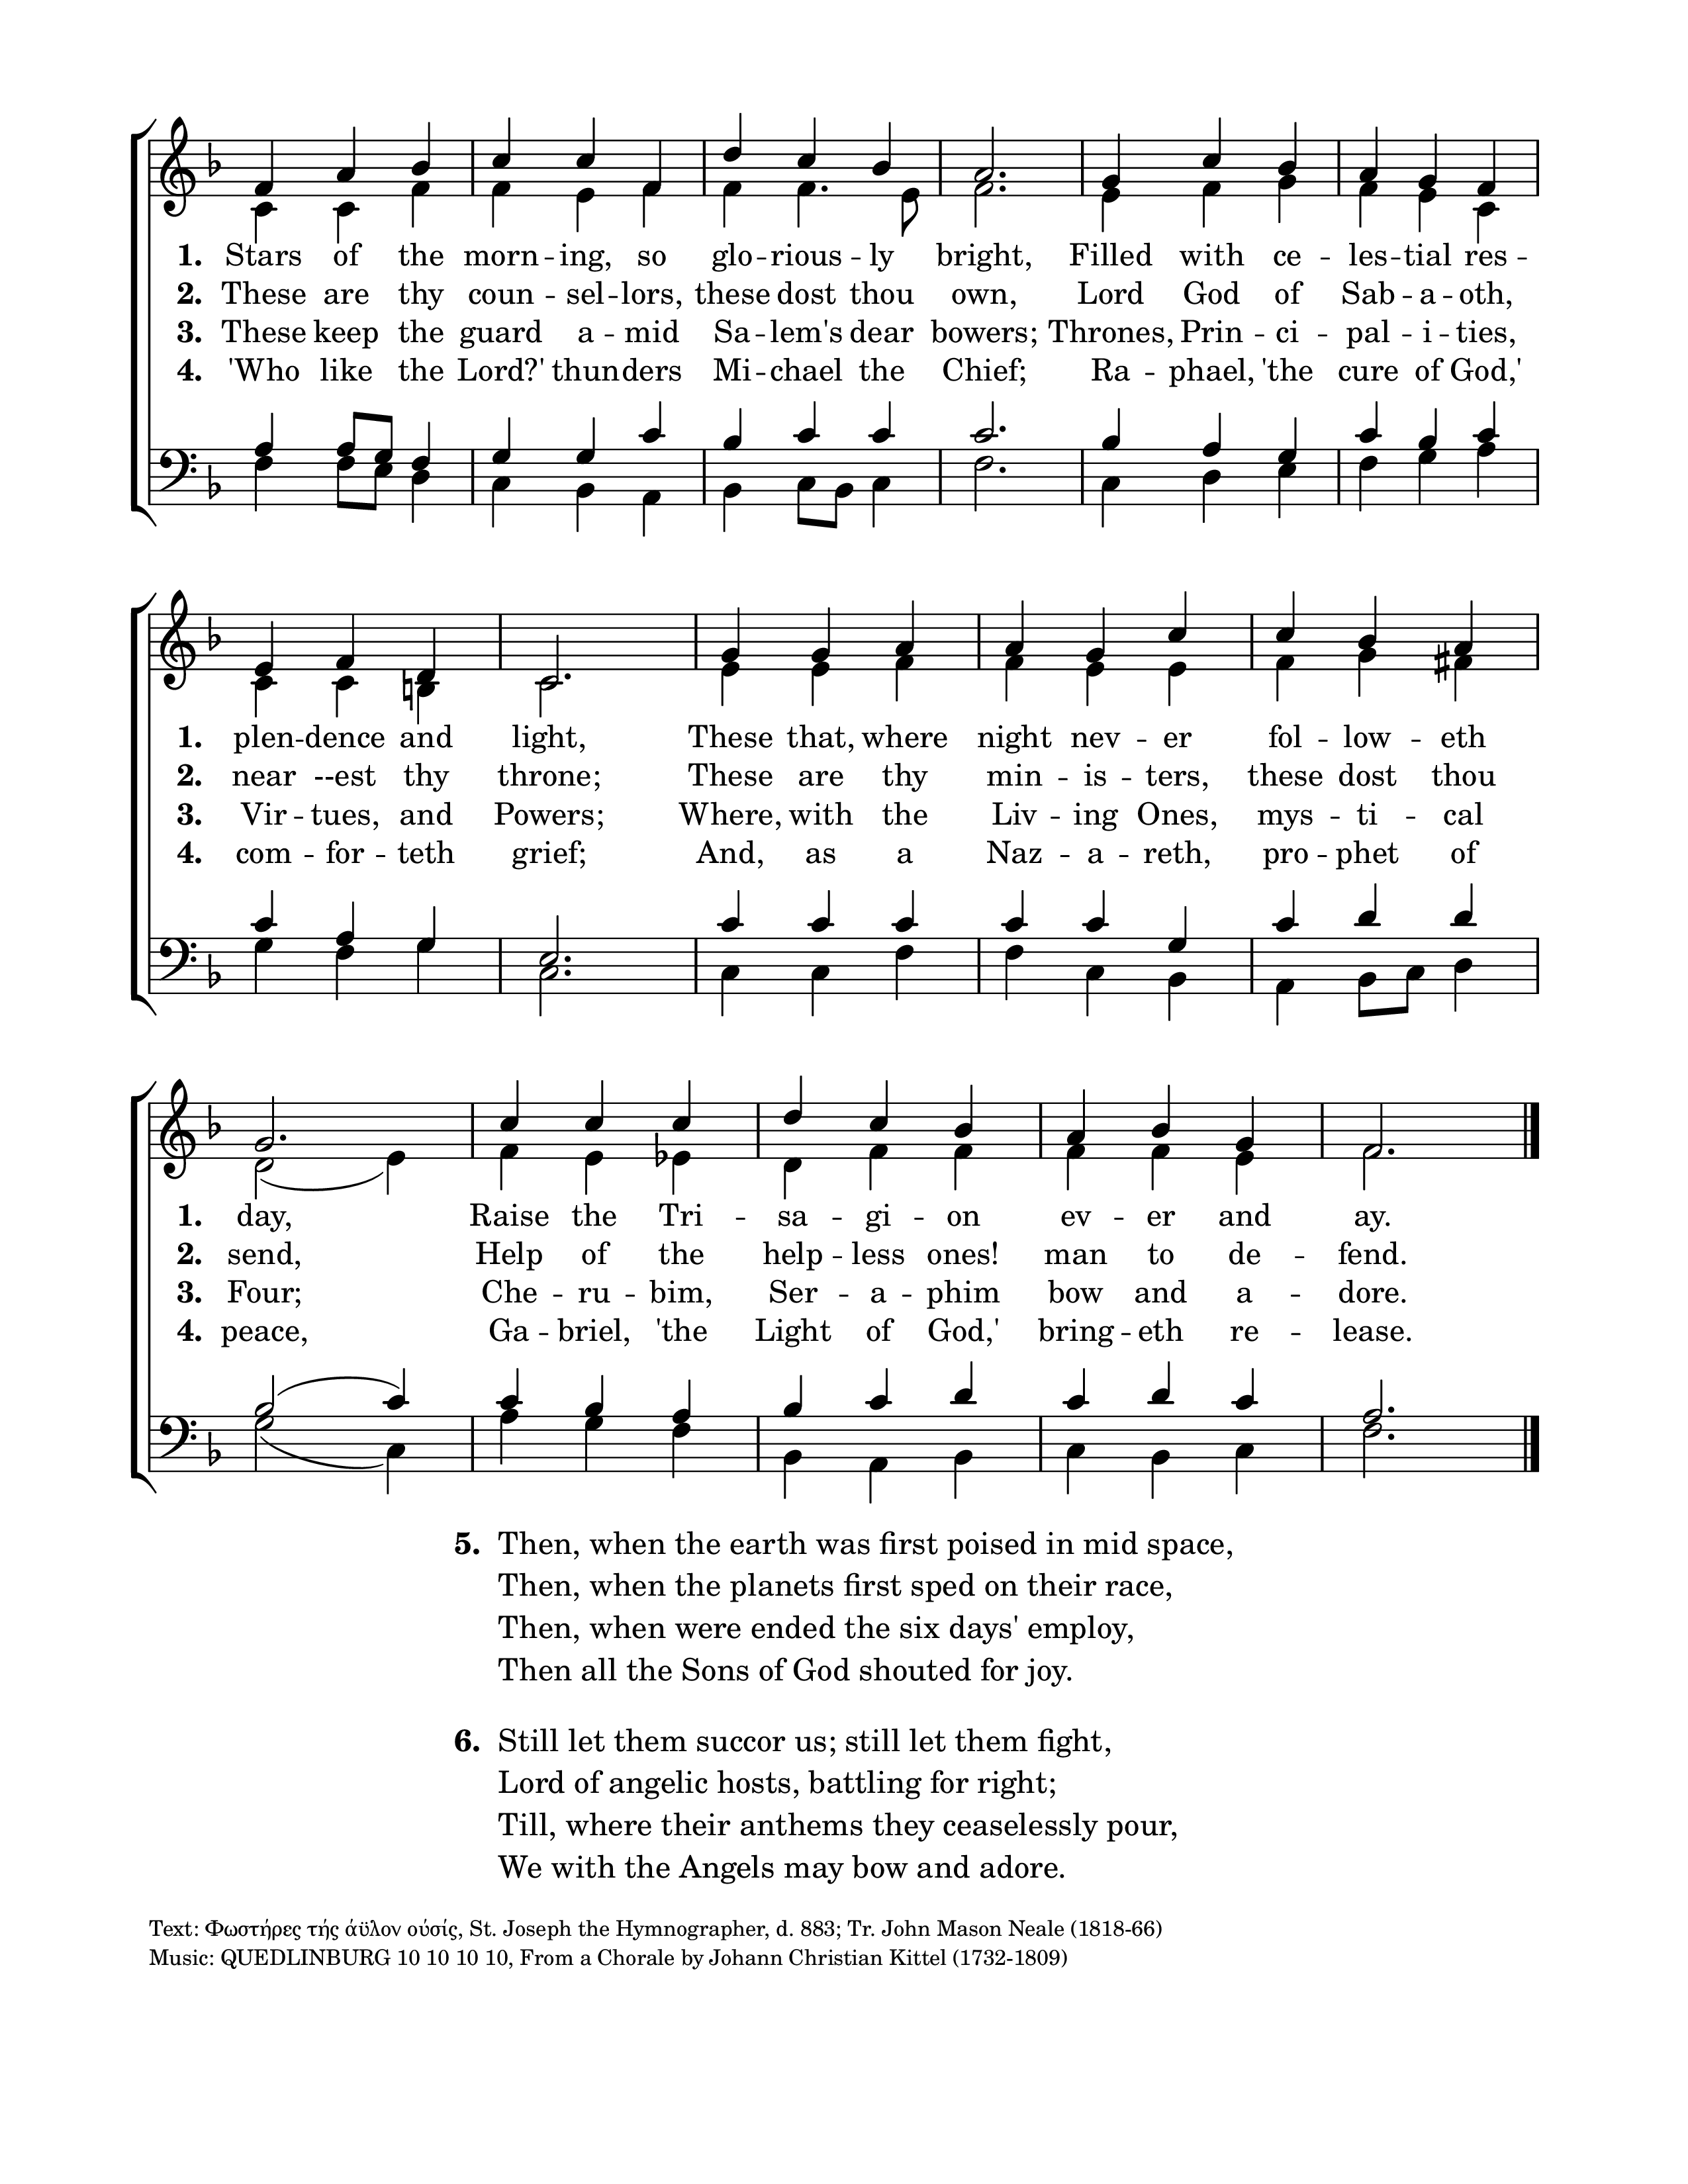 1. Stars of the morn -- ing, so glo -- rious -- ly bright, Filled with ce -- les -- tial res --
2. These are thy coun -- sel -- lors, these dost thou own, Lord God of Sab -- a -- oth,
3. These keep the guard a -- mid Sa -- lem's dear bowers; Thrones, Prin -- ci -- pal -- i -- ties,
4. 'Who like the Lord?' thun -- ders Mi -- chael the Chief; Ra -- phael, 'the cure of God,'
1. plen -- dence and light, These that, where night nev -- er fol -- low -- eth
2. near --est thy throne; These are thy min -- is -- ters, these dost thou
3. Vir -- tues, and Powers; Where, with the Liv -- ing Ones, mys -- ti -- cal
4. com -- for -- teth grief; And, as a Naz -- a -- reth, pro -- phet of
1. day, Raise the Tri -- sa -- gi -- on ev -- er and ay.
2. send, Help of the help -- less ones! man to de -- fend.
3. Four; Che -- ru -- bim, Ser -- a -- phim bow and a -- dore.
4. peace, Ga -- briel, 'the Light of God,' bring -- eth re -- lease.
5. Then, when the earth was first poised in mid space,
Then, when the planets first sped on their race,
Then, when were ended the six days' employ,
Then all the Sons of God shouted for joy.
6. Still let them succor us; still let them fight,
Lord of angelic hosts, battling for right;
Till, where their anthems they ceaselessly pour,
We with the Angels may bow and adore.
Text: Φωστήρες τής άϋλον ούσίς, St. Joseph the Hymnographer, d. 883; Tr. John Mason Neale (1818-66)
Music: QUEDLINBURG 10 10 10 10, From a Chorale by Johann Christian Kittel (1732-1809)